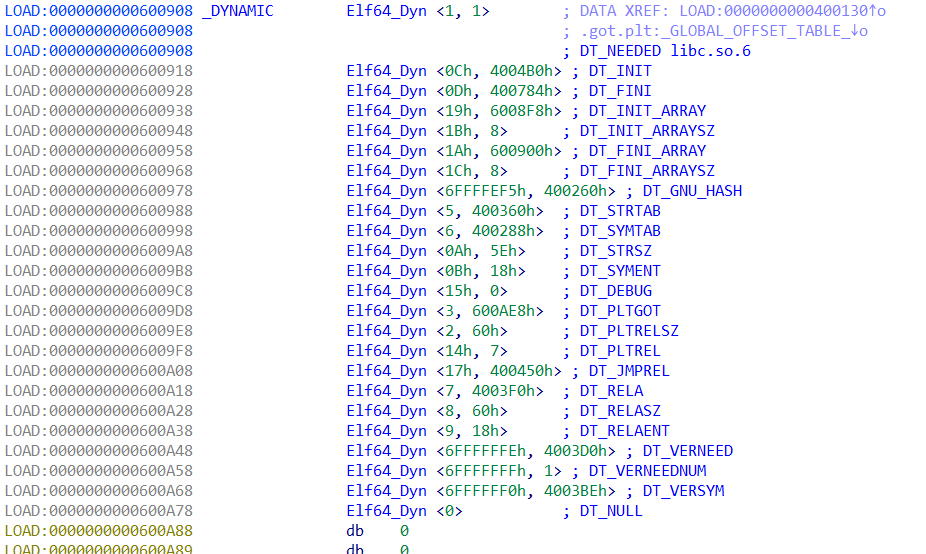 LOAD:0000000000600908 _DYNAMIC Elf64_Dyn <1, 1> ; DATA XREF: LOAD:0000000000400130↑o
LOAD:0000000000600908 ; .got.plt:_GLOBAL_OFFSET_TABLE_↓o
LOAD:0000000000600908 ; DT_NEEDED libc.so.6
LOAD:0000000000600918 Elf64_Dyn <0Ch, 4004B0h> ; DT_INIT
LOAD:0000000000600928 Elf64_Dyn <0Dh, 400784h> ; DT_FINI
LOAD:0000000000600938 Elf64_Dyn <19h, 6008F8h> ; DT_INIT_ARRAY
LOAD:0000000000600948 Elf64_Dyn <1Bh, 8> ; DT_INIT_ARRAYSZ
LOAD:0000000000600958 Elf64_Dyn <1Ah, 600900h> ; DT_FINI_ARRAY
LOAD:0000000000600968 Elf64_Dyn <1Ch, 8> ; DT_FINI_ARRAYSZ
LOAD:0000000000600978 Elf64_Dyn <6FFFFEF5h, 400260h> ; DT_GNU_HASH
LOAD:0000000000600988 Elf64_Dyn <5, 400360h> ; DT_STRTAB
LOAD:0000000000600998 Elf64_Dyn <6, 400288h> ; DT_SYMTAB
LOAD:00000000006009A8 Elf64_Dyn <0Ah, 5Eh> ; DT_STRSZ
LOAD:00000000006009B8 Elf64_Dyn <0Bh, 18h> ; DT_SYMENT
LOAD:00000000006009C8 Elf64_Dyn <15h, 0> ; DT_DEBUG
LOAD:00000000006009D8 Elf64_Dyn <3, 600AE8h> ; DT_PLTGOT
LOAD:00000000006009E8 Elf64_Dyn <2, 60h> ; DT_PLTRELSZ
LOAD:00000000006009F8 Elf64_Dyn <14h, 7> ; DT_PLTREL
LOAD:0000000000600A08 Elf64_Dyn <17h, 400450h> ; DT_JMPREL
LOAD:0000000000600A18 Elf64_Dyn <7, 4003F0h> ; DT_RELA
LOAD:0000000000600A28 Elf64_Dyn <8, 60h> ; DT_RELASZ
LOAD:0000000000600A38 Elf64_Dyn <9, 18h> ; DT_RELAENT
LOAD:0000000000600A48 Elf64_Dyn <6FFFFFFEh, 4003D0h> ; DT_VERNEED
LOAD:0000000000600A58 Elf64_Dyn <6FFFFFFFh, 1> ; DT_VERNEEDNUM
LOAD:0000000000600A68 Elf64_Dyn <6FFFFFF0h, 4003BEh> ; DT_VERSYM
LOAD:0000000000600A78 Elf64_Dyn <0> ; DT_NULL
LOAD:0000000000600A88 db 0
LOAD:0000000000600A89 db 0